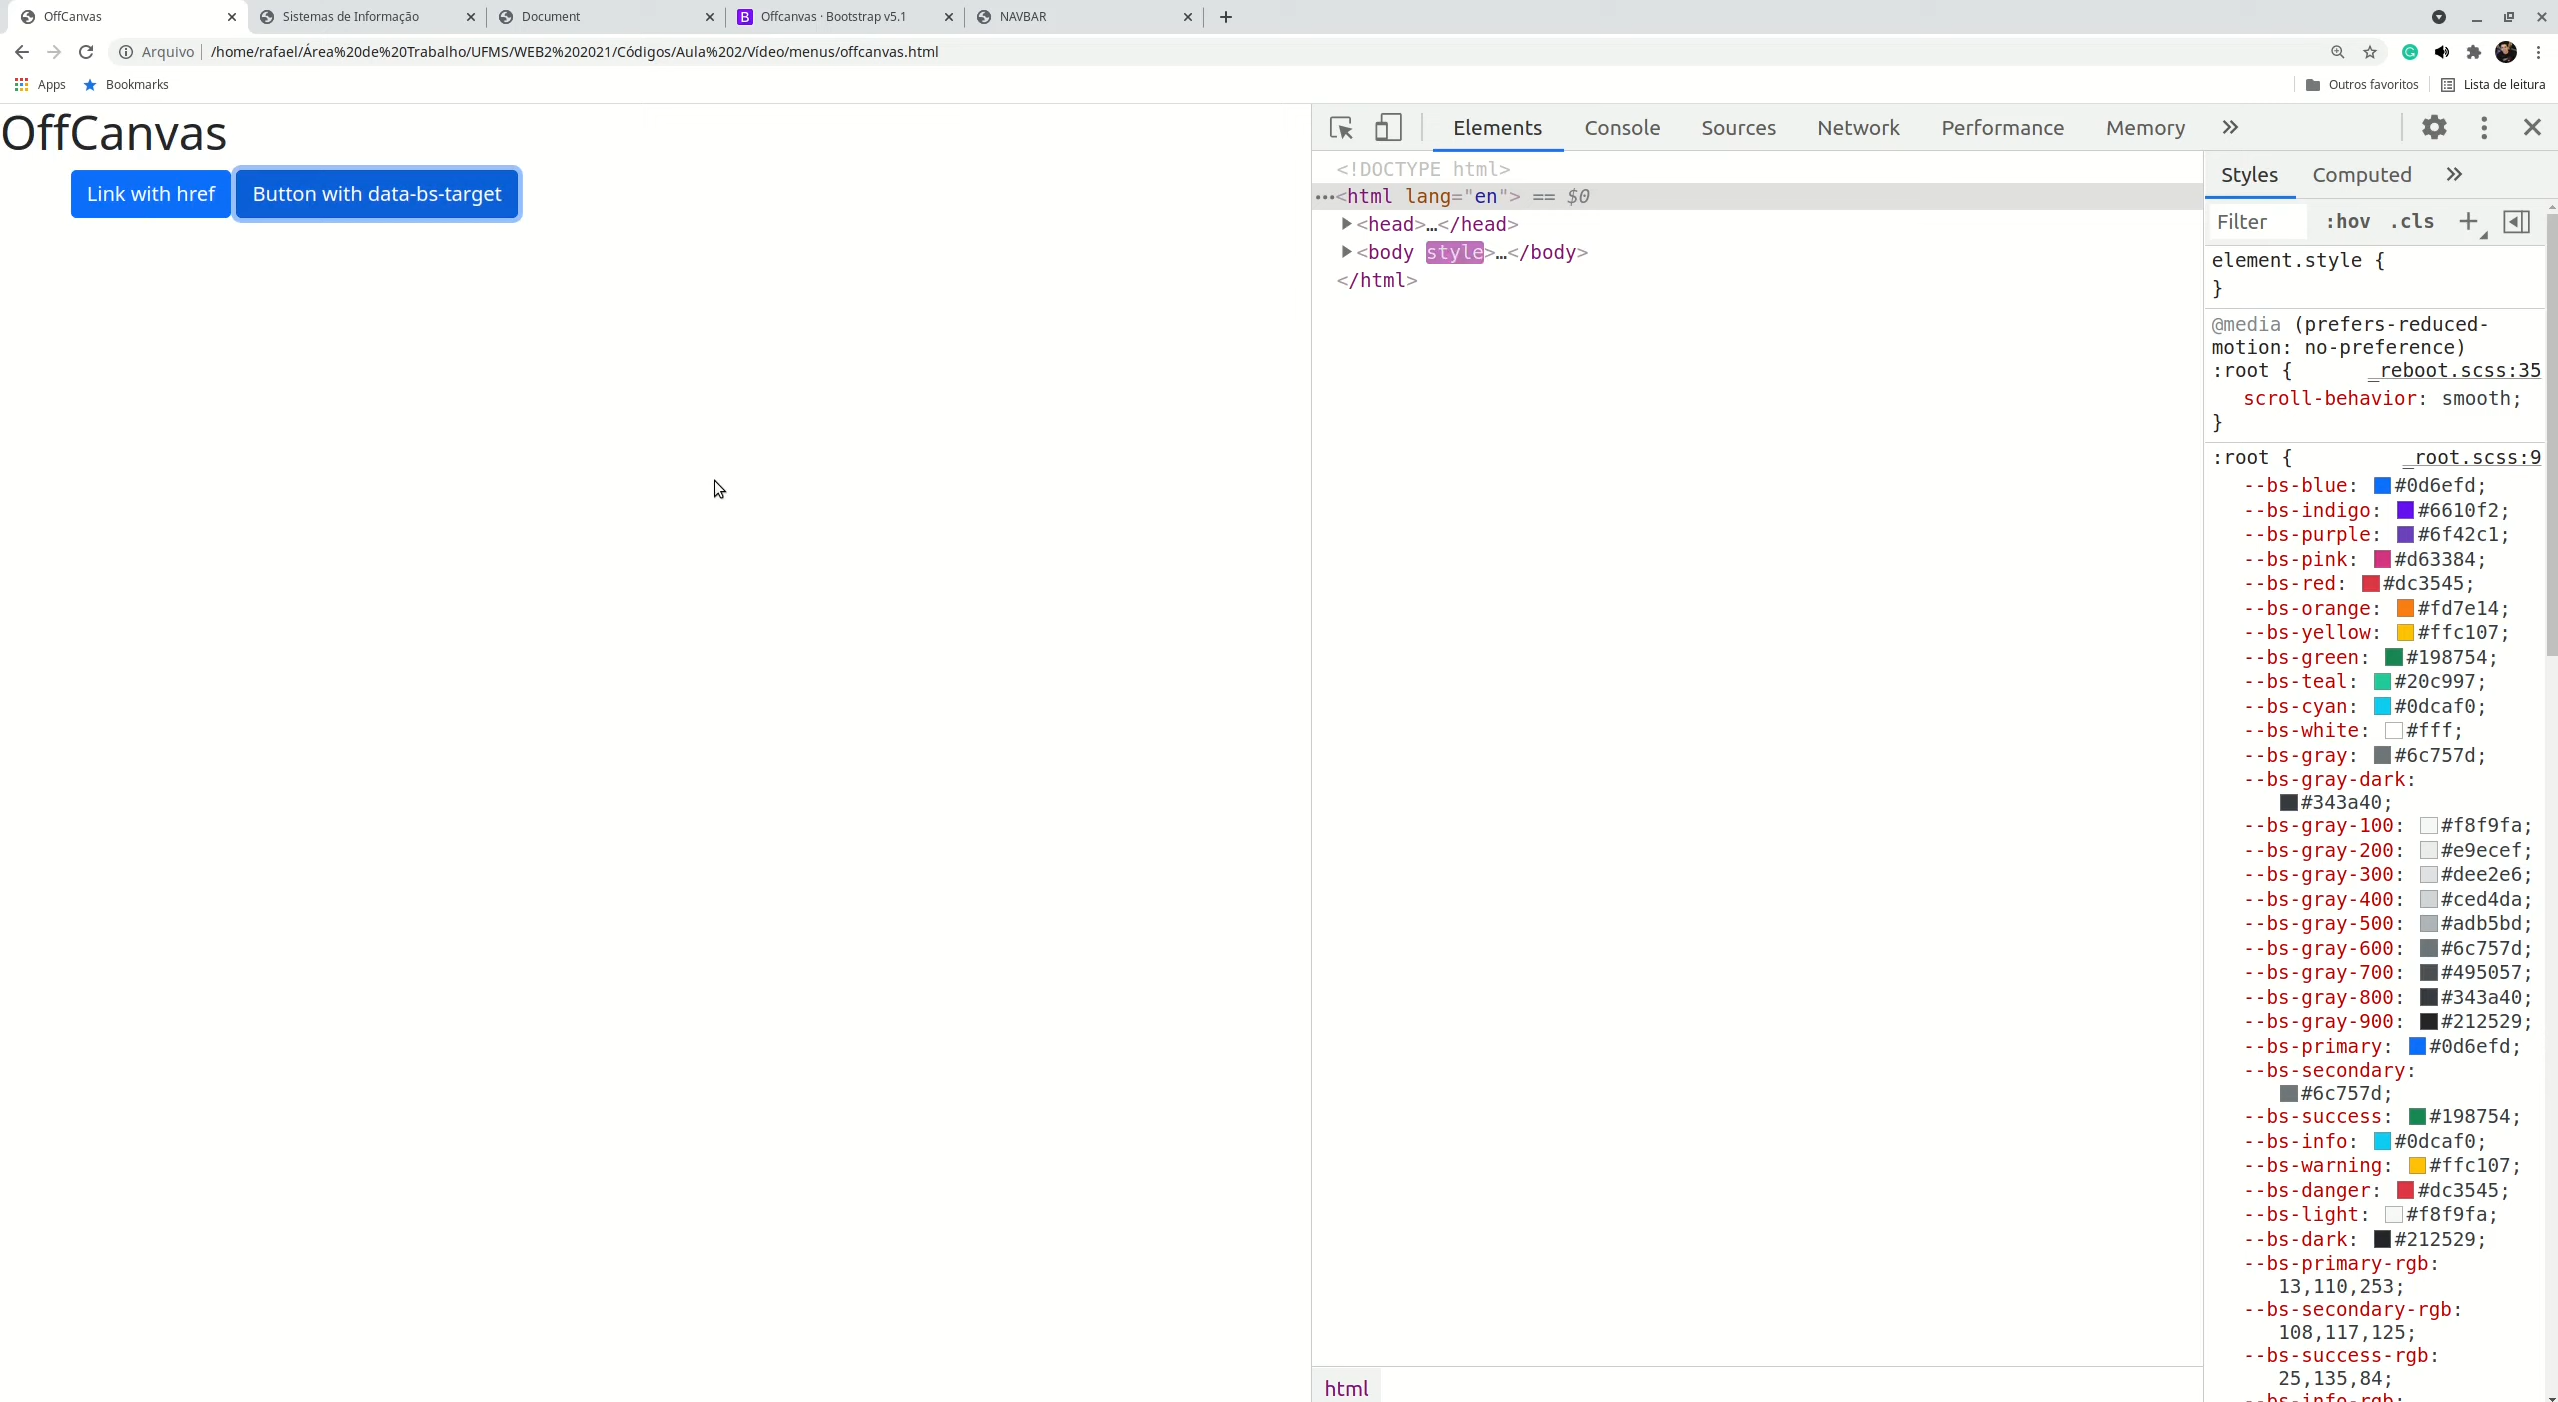 OffCanvas
Sistemas de Informação
Document
Offcanvas · Bootstrap v5.1
NAVBAR
Arquivo
/home/rafael/Área%20de%20Trabalho/UFMS/WEB2%202021/Códigos/Aula%202/Vídeo/menus/offcanvas.html
Apps
Bookmarks
Outros favoritos
Lista de leitura
OffCanvas
Link with href
Button with data-bs-target
Elements
Console
Sources
Network
Performance
Memory
<!DOCTYPE html>
<html lang="en"> == $0
<head>…</head>
<body style>…</body>
</html>
html
Styles
Computed
Filter
:hov
.cls
element.style {
}
@media (prefers-reduced-
motion: no-preference)
:root { _reboot.scss:35
scroll-behavior: smooth;
}
:root { _root.scss:9
--bs-blue: #0d6efd;
--bs-indigo: #6610f2;
--bs-purple: #6f42c1;
--bs-pink: #d63384;
--bs-red: #dc3545;
--bs-orange: #fd7e14;
--bs-yellow: #ffc107;
--bs-green: #198754;
--bs-teal: #20c997;
--bs-cyan: #0dcaf0;
--bs-white: #fff;
--bs-gray: #6c757d;
--bs-gray-dark:
#343a40;
--bs-gray-100: #f8f9fa;
--bs-gray-200: #e9ecef;
--bs-gray-300: #dee2e6;
--bs-gray-400: #ced4da;
--bs-gray-500: #adb5bd;
--bs-gray-600: #6c757d;
--bs-gray-700: #495057;
--bs-gray-800: #343a40;
--bs-gray-900: #212529;
--bs-primary: #0d6efd;
--bs-secondary:
#6c757d;
--bs-success: #198754;
--bs-info: #0dcaf0;
--bs-warning: #ffc107;
--bs-danger: #dc3545;
--bs-light: #f8f9fa;
--bs-dark: #212529;
--bs-primary-rgb:
13,110,253;
--bs-secondary-rgb:
108,117,125;
--bs-success-rgb:
25,135,84;
--bs-info-rgb: